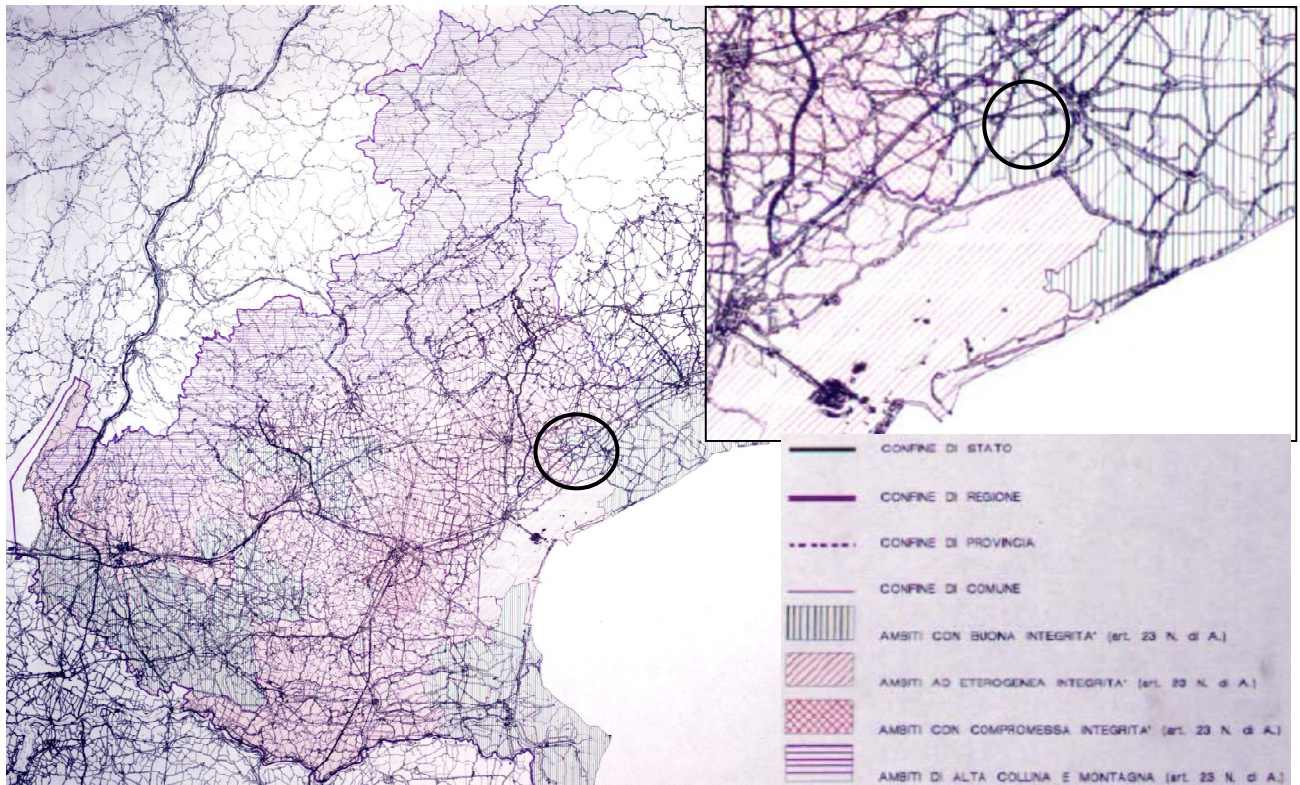 CONFINE DI STATO
CONFINE DI REGIONE
CONFINE DI PROVINCIA
CONFINE DI COMUNE
AMBITI CON BUONA INTEGRITA' (art. 23 N. di A.)
AMBITI AD ETEROGENEA INTEGRITA' (art. 23 N. di A.)
AMBITI CON COMPROMESSA INTEGRITA' (art. 23 N. di A.)
AMBITI DI ALTA COLLINA E MONTAGNA (art. 23 N. di A.)